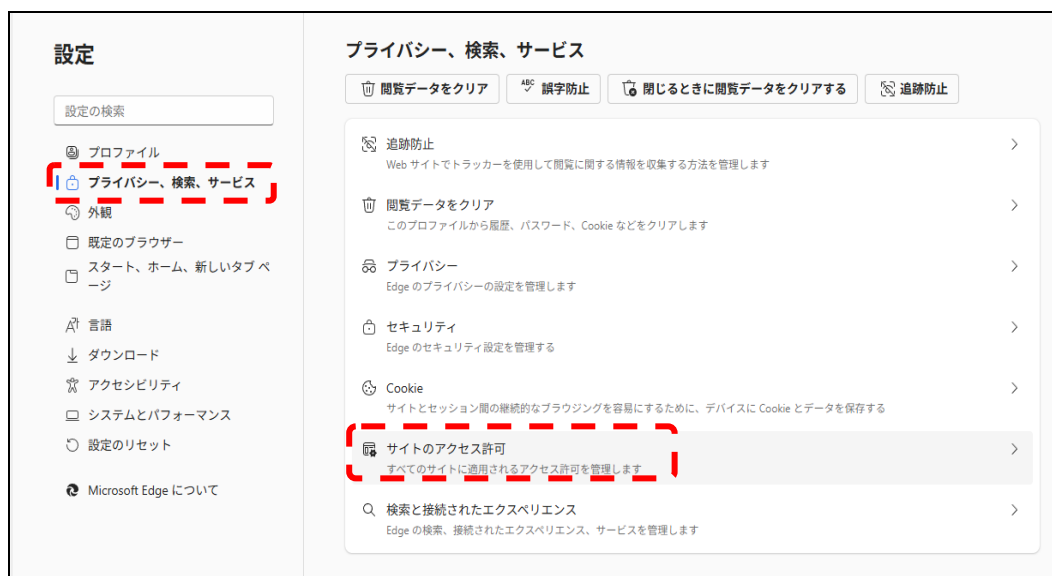 設定
設定の検索
プロファイル
プライバシー、検索、サービス
外観
既定のブラウザー
スタート、ホーム、新しいタブ ペ
ージ
言語
ダウンロード
アクセシビリティ
システムとパフォーマンス
設定のリセット
Microsoft Edge について
プライバシー、検索、サービス
閲覧データをクリア
ABC 誤字防止
閉じるときに閲覧データをクリアする
追跡防止
追跡防止
Web サイトでトラッカーを使用して閲覧に関する情報を収集する方法を管理します
閲覧データをクリア
このプロファイルから履歴、パスワード、Cookie などをクリアします
プライバシー
Edge のプライバシーの設定を管理します
セキュリティ
Edge のセキュリティ設定を管理する
Cookie
サイトとセッション間の継続的なブラウジングを容易にするために、デバイスに Cookie とデータを保存する
サイトのアクセス許可
すべてのサイトに適用されるアクセス許可を管理します
検索と接続されたエクスペリエンス
Edge の検索、接続されたエクスペリエンス、サービスを管理します